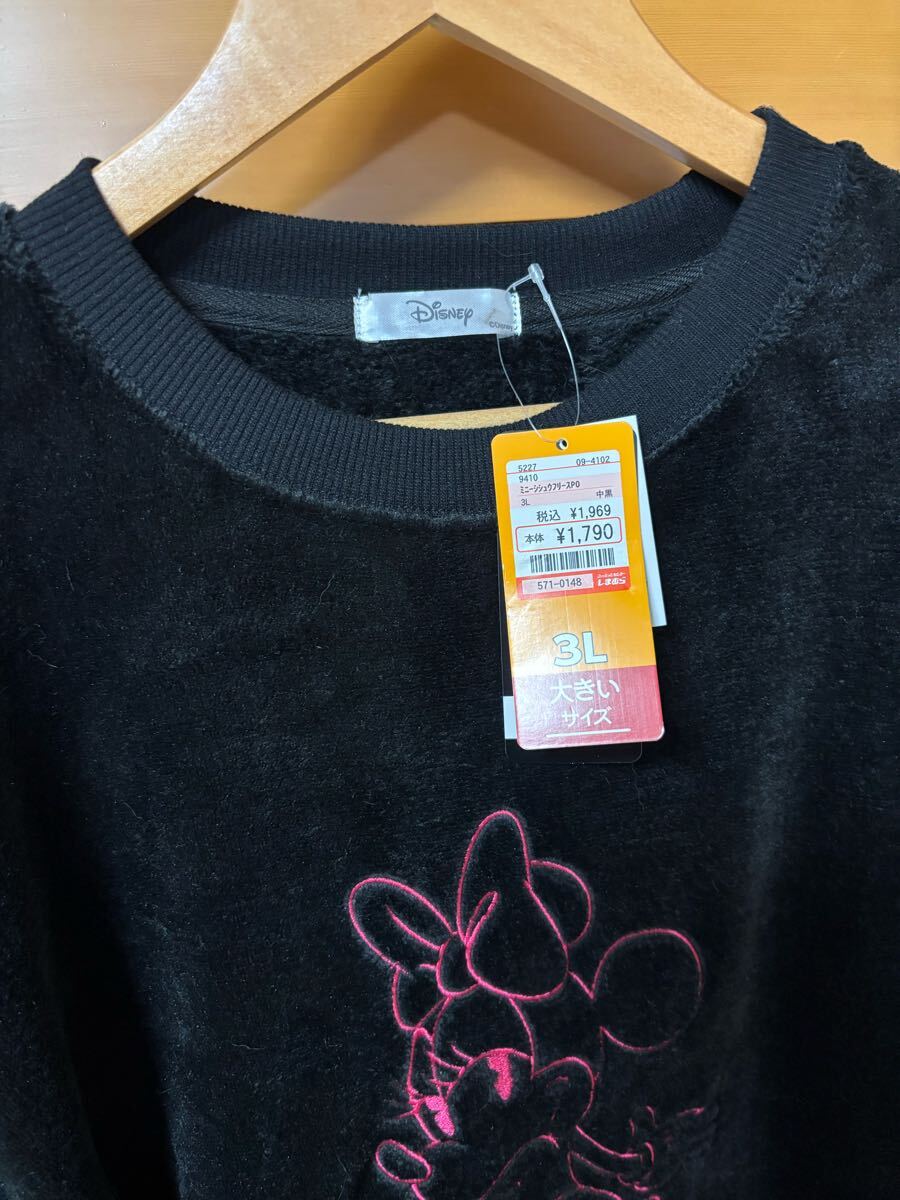 Disney
5227 09-4102
9410
ミニーシシュウフリースPO
3L 中黒
税込 ¥1,969
本体 ¥1,790
571-0148
しまむら
3L
大きい
サイズ